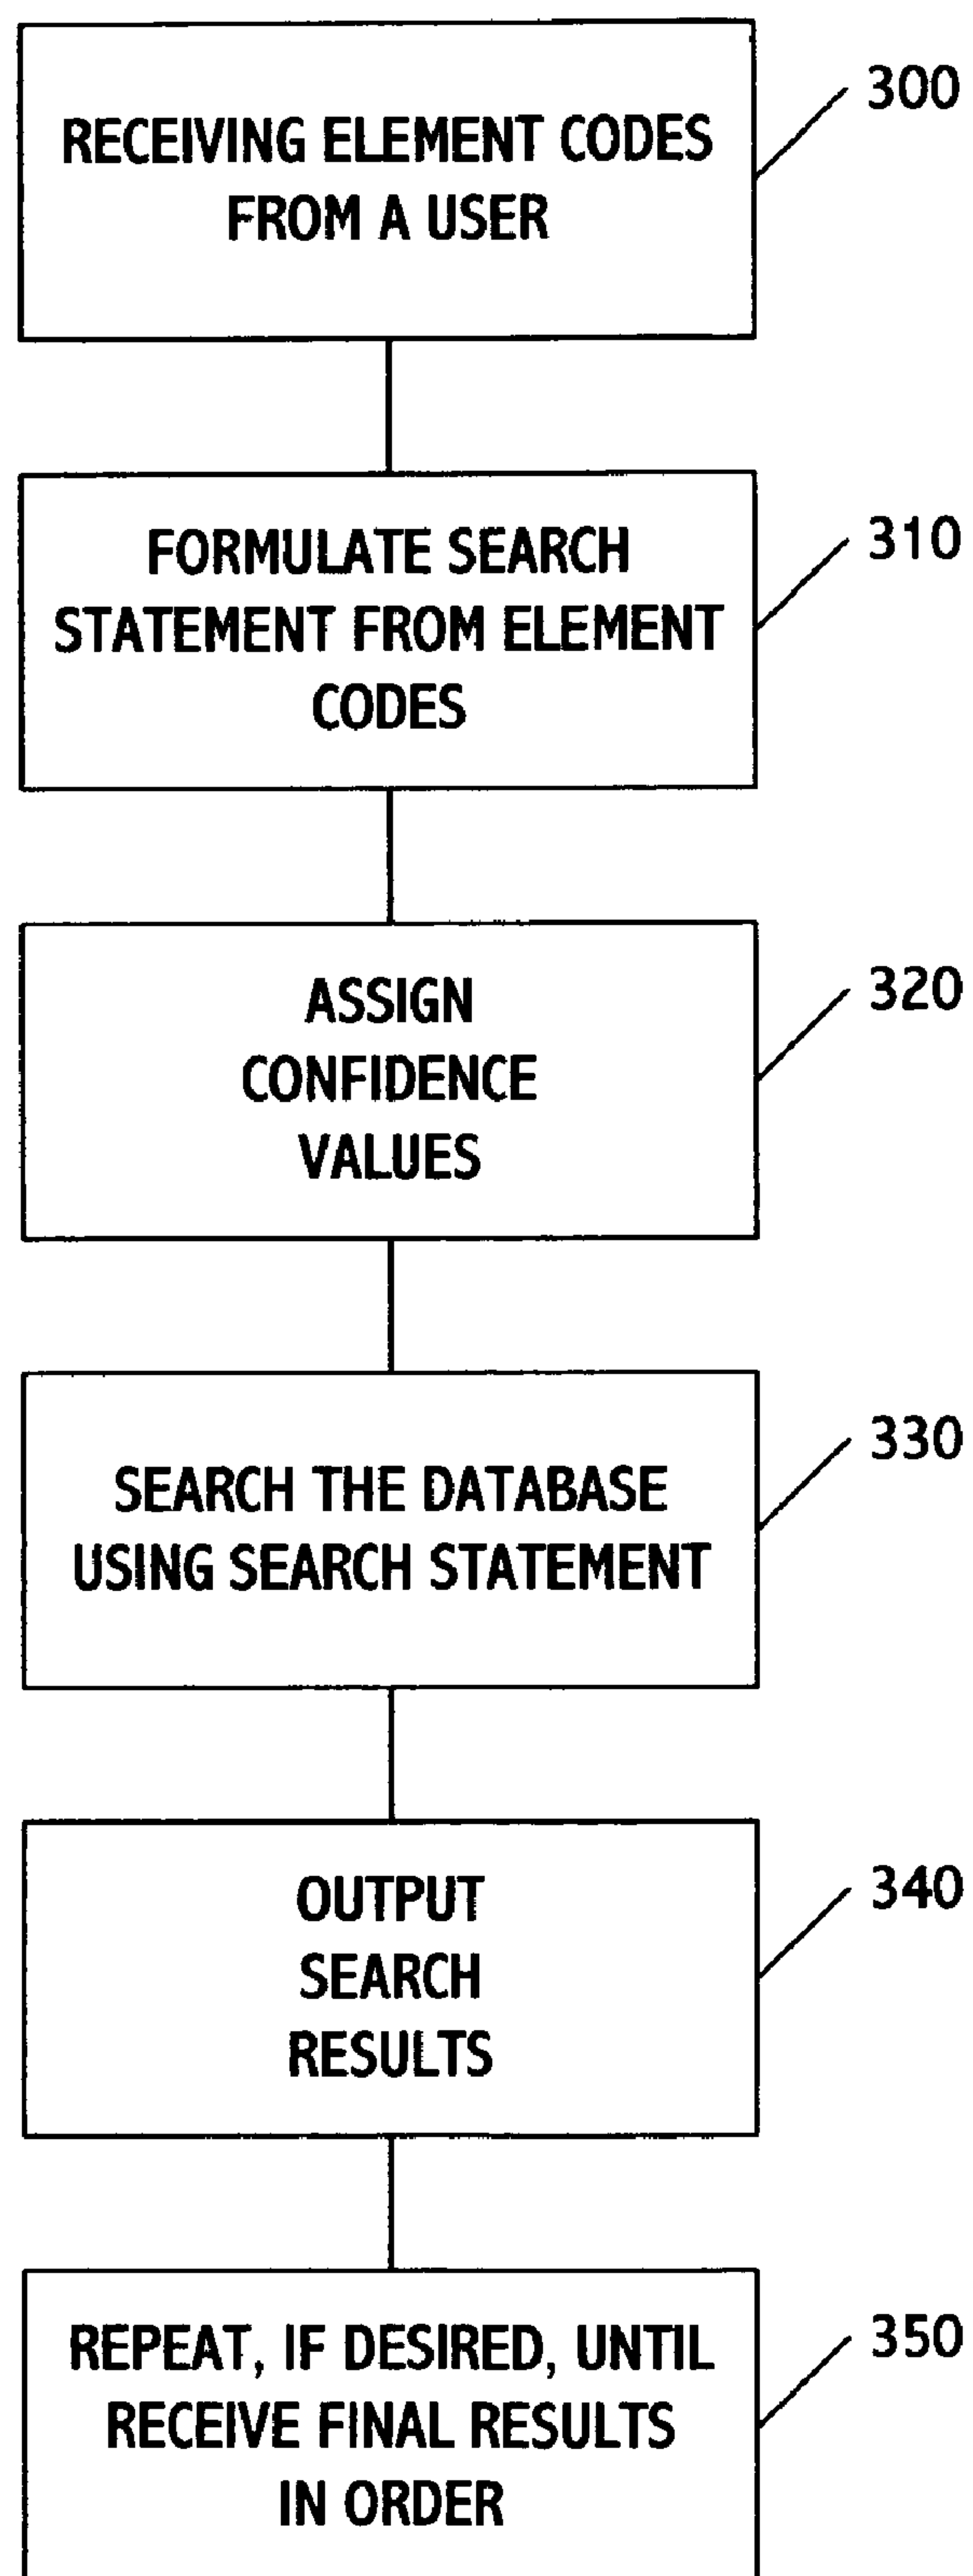 RECEIVING ELEMENT CODES
FROM A USER
300
FORMULATE SEARCH
STATEMENT FROM ELEMENT
CODES
310
ASSIGN
CONFIDENCE
VALUES
320
SEARCH THE DATABASE
USING SEARCH STATEMENT
330
OUTPUT
SEARCH
RESULTS
340
REPEAT, IF DESIRED, UNTIL
RECEIVE FINAL RESULTS
IN ORDER
350